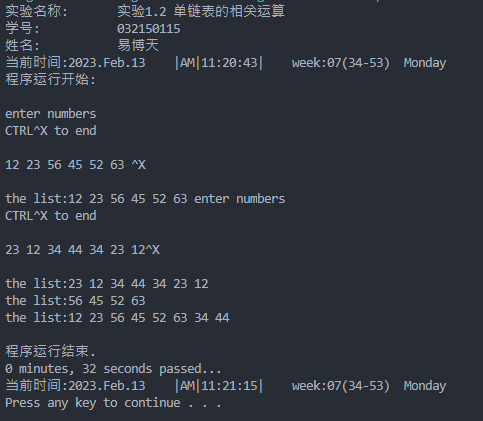 实验名称: 实验1.2 单链表的相关运算
学号: 032150115
姓名: 易博天
当前时间:2023.Feb.13 |AM|11:20:43| week:07(34-53) Monday
程序运行开始:
enter numbers
CTRL^X to end
12 23 56 45 52 63 ^X
the list:12 23 56 45 52 63 enter numbers
CTRL^X to end
23 12 34 44 34 23 12^X
the list:23 12 34 44 34 23 12
the list:56 45 52 63
the list:12 23 56 45 52 63 34 44
程序运行结束.
0 minutes, 32 seconds passed...
当前时间:2023.Feb.13 |AM|11:21:15| week:07(34-53) Monday
Press any key to continue . . .